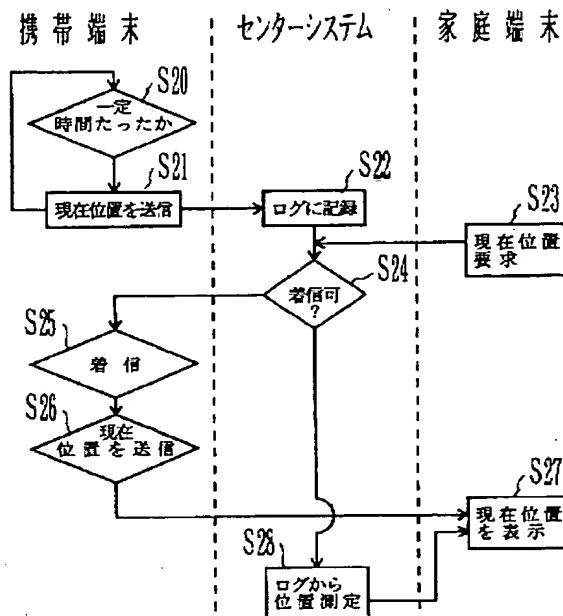 携帯端末
センターシステム
家庭端末
S20
一定
時間たったか
S21
現在位置を送信
S22
ログに記録
S23
現在位置
要求
S24
着信可
?
S25
着信
S26
現在
位置を送信
S27
現在位置
を表示
S28
ログから
位置測定